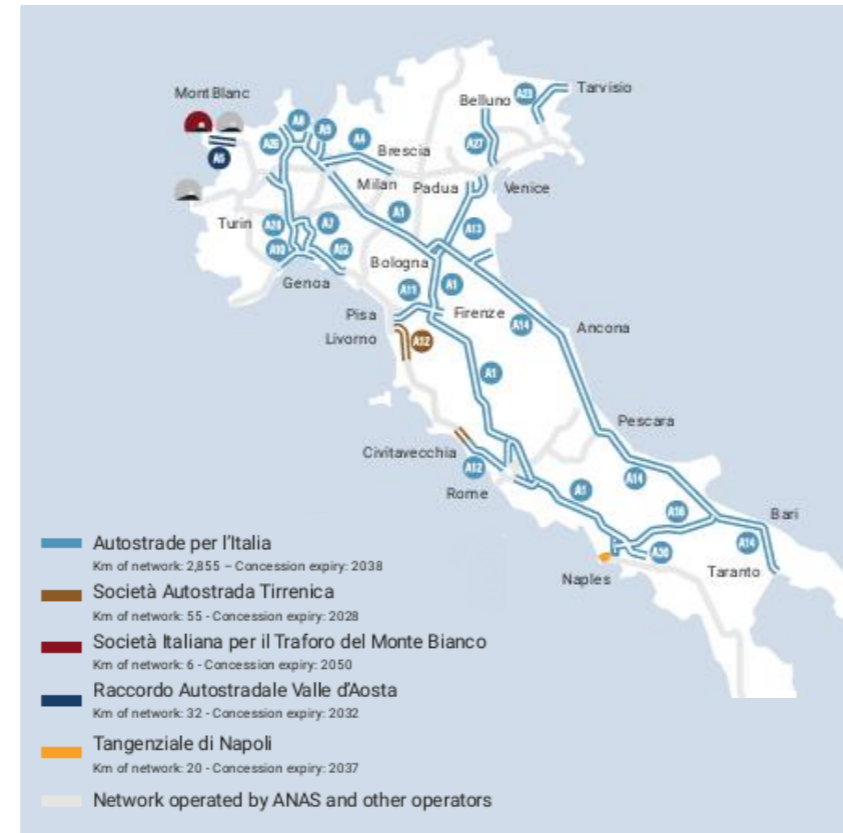 Mont Blanc
Tarvisio
A23
Belluno
A8
A9
A26
A4
A27
A5
Brescia
Milan
Padua
Venice
A1
Turin
A7
A13
A10
A12
Bologna
Genoa
A11
A1
Pisa
Firenze
A14
Livorno
A12
Ancona
A1
Pescara
Civitavecchia
A12
A14
Rome
A1
A16
Bari
A14
A30
Naples
Taranto
Autostrade per l'Italia
Km of network: 2,855 – Concession expiry: 2038
Società Autostrada Tirrenica
Km of network: 55 - Concession expiry: 2028
Società Italiana per il Traforo del Monte Bianco
Km of network: 6 - Concession expiry: 2050
Raccordo Autostradale Valle d'Aosta
Km of network: 32 - Concession expiry: 2032
Tangenziale di Napoli
Km of network: 20 - Concession expiry: 2037
Network operated by ANAS and other operators